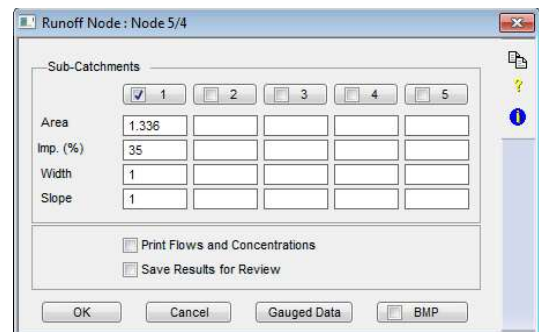 Runoff Node : Node 5/4
Sub-Catchments
1 2 3 4 5
Area 1.336
Imp. (%) 35
Width 1
Slope 1
Print Flows and Concentrations
Save Results for Review
OK Cancel Gauged Data BMP